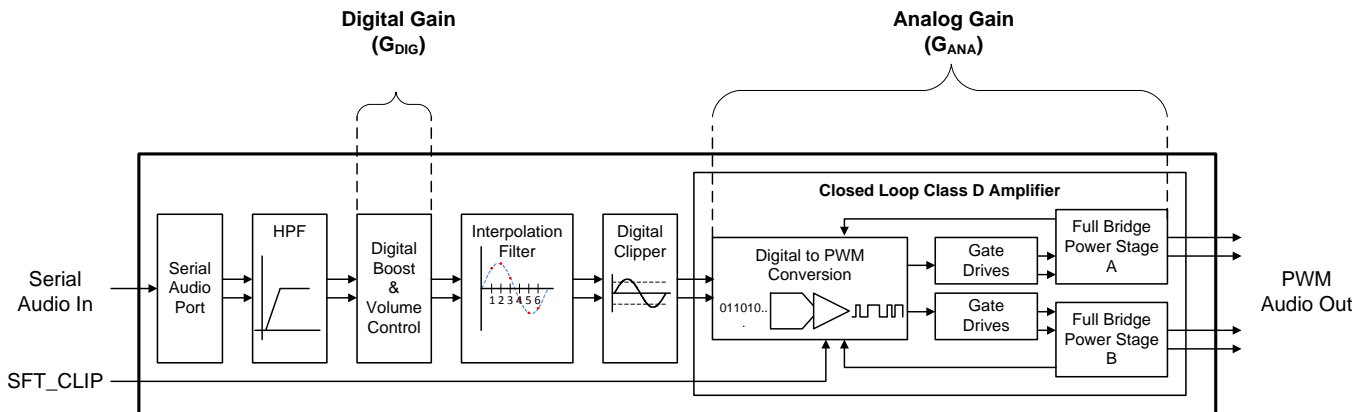 Digital Gain
(GDIG)
Analog Gain
(GANA)
Closed Loop Class D Amplifier
Serial
Audio In
Serial
Audio
Port
HPF
Digital
Boost
&
Volume
Control
Interpolation
Filter
1 2 3 4 5 6
Digital
Clipper
Digital to PWM
Conversion
011010..
.
Gate
Drives
Gate
Drives
Full Bridge
Power Stage
A
Full Bridge
Power Stage
B
PWM
Audio Out
SFT_CLIP